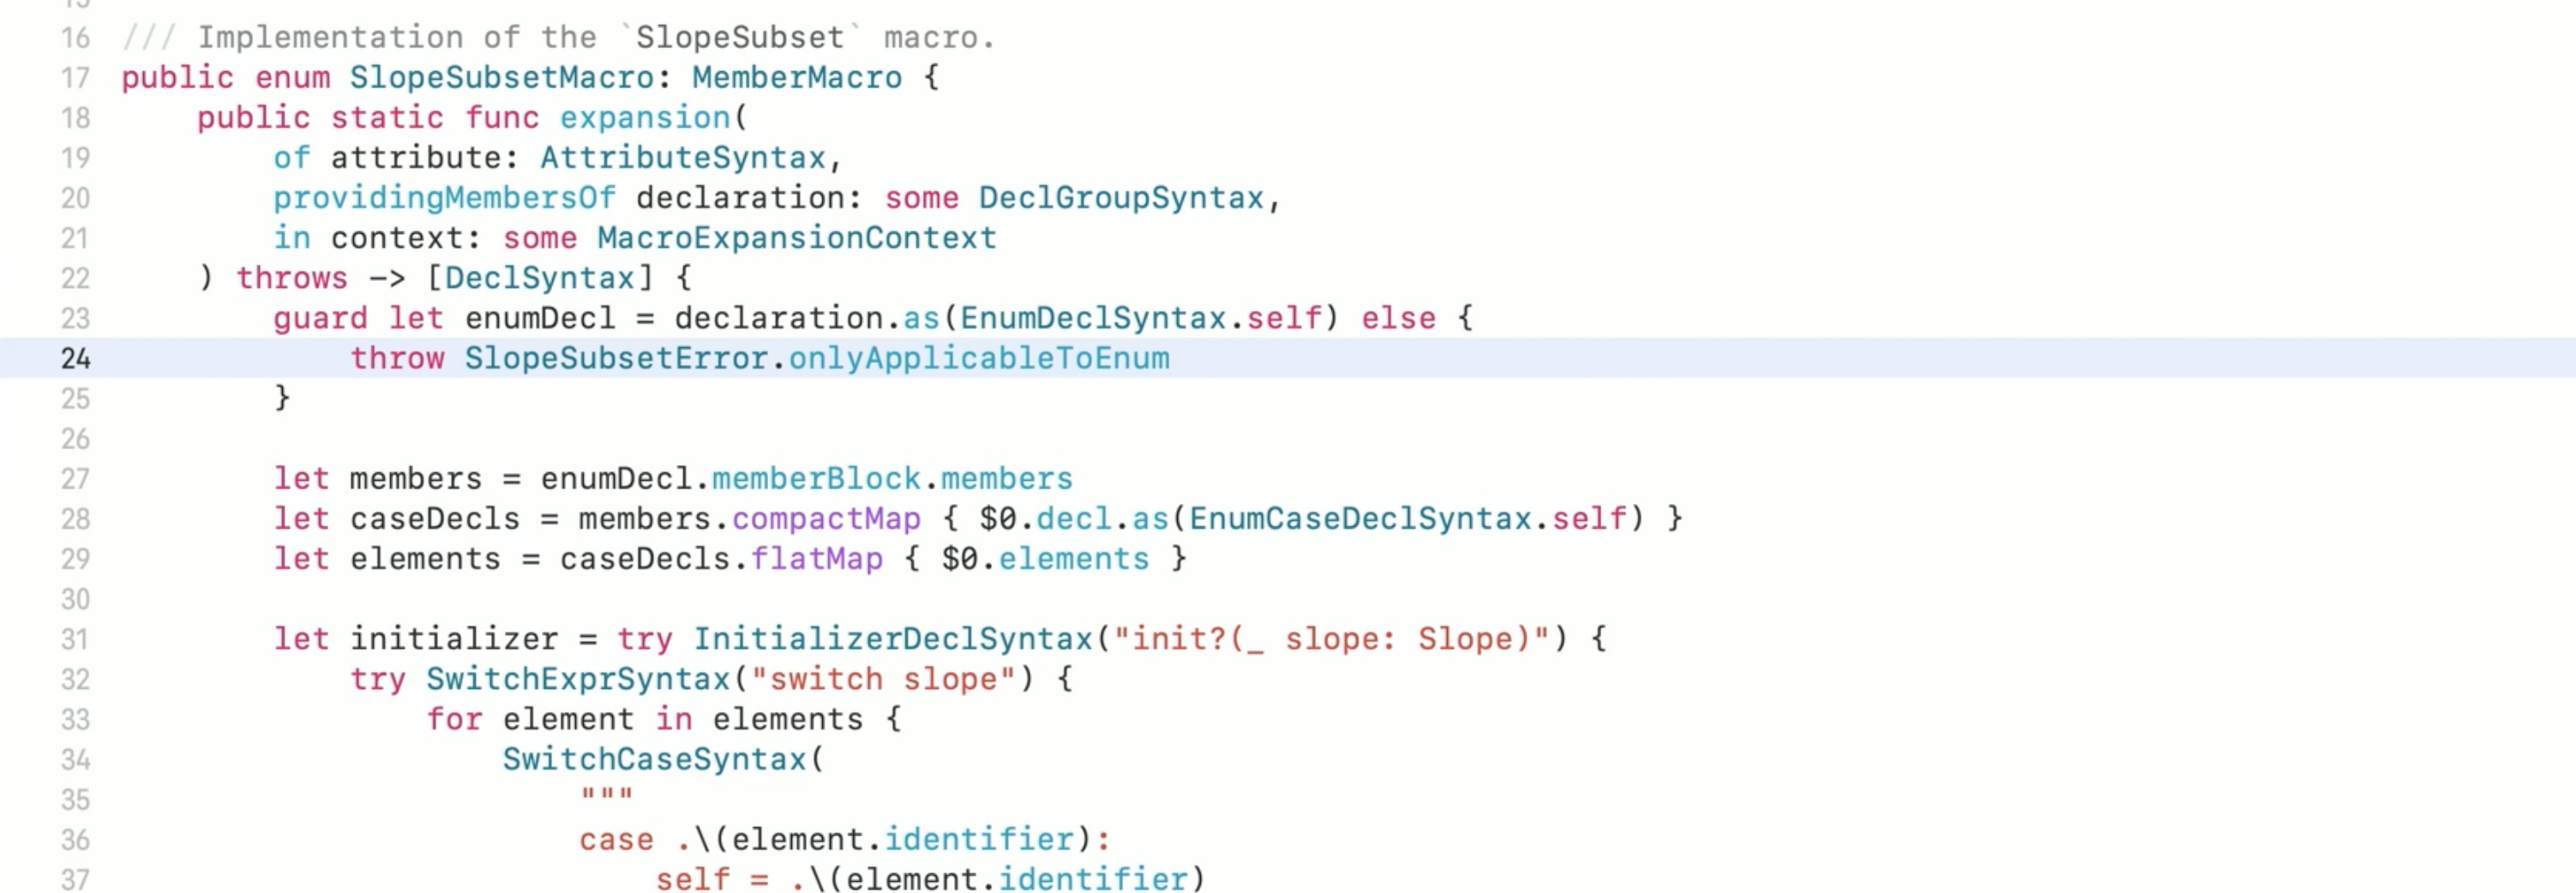 16 /// Implementation of the `SlopeSubset` macro.
17 public enum SlopeSubsetMacro: MemberMacro {
18     public static func expansion(
19         of attribute: AttributeSyntax,
20         providingMembersOf declaration: some DeclGroupSyntax,
21         in context: some MacroExpansionContext
22     ) throws -> [DeclSyntax] {
23         guard let enumDecl = declaration.as(EnumDeclSyntax.self) else {
24             throw SlopeSubsetError.onlyApplicableToEnum
25         }
26
27         let members = enumDecl.memberBlock.members
28         let caseDecls = members.compactMap { $0.decl.as(EnumCaseDeclSyntax.self) }
29         let elements = caseDecls.flatMap { $0.elements }
30
31         let initializer = try InitializerDeclSyntax("init?(_ slope: Slope)") {
32             try SwitchExprSyntax("switch slope") {
33                 for element in elements {
34                     SwitchCaseSyntax(
35                         """
36                         case .\(element.identifier):
37                             self = .\(element.identifier)